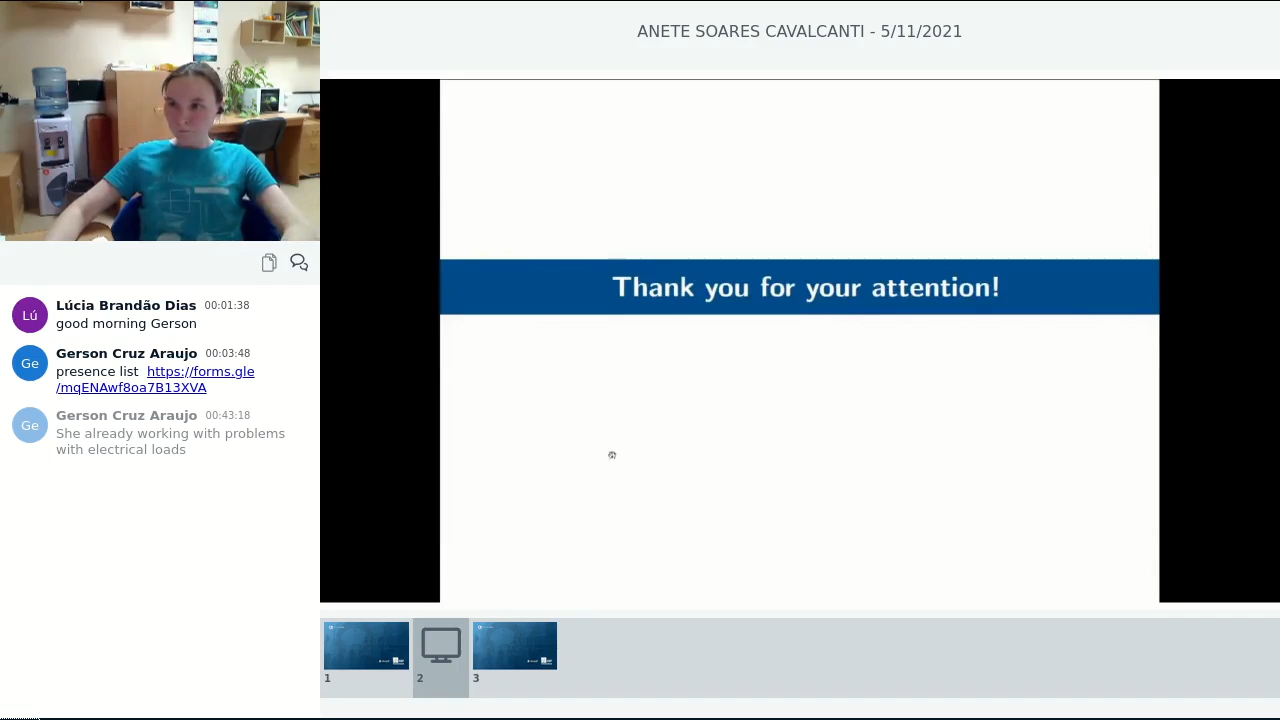 ANETE SOARES CAVALCANTI - 5/11/2021
Thank you for your attention!
Lú
Lúcia Brandão Dias 00:01:38
good morning Gerson
Ge
Gerson Cruz Araujo 00:03:48
presence list https://forms.gle
/mqENAwf8oa7B13XVA
Ge
Gerson Cruz Araujo 00:43:18
She already working with problems
with electrical loads
1
2
3